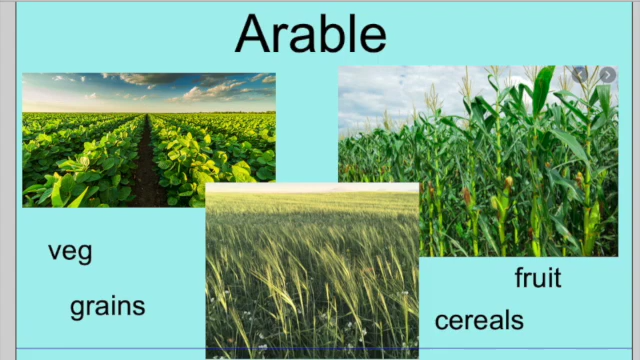 Arable
veg
grains
fruit
cereals